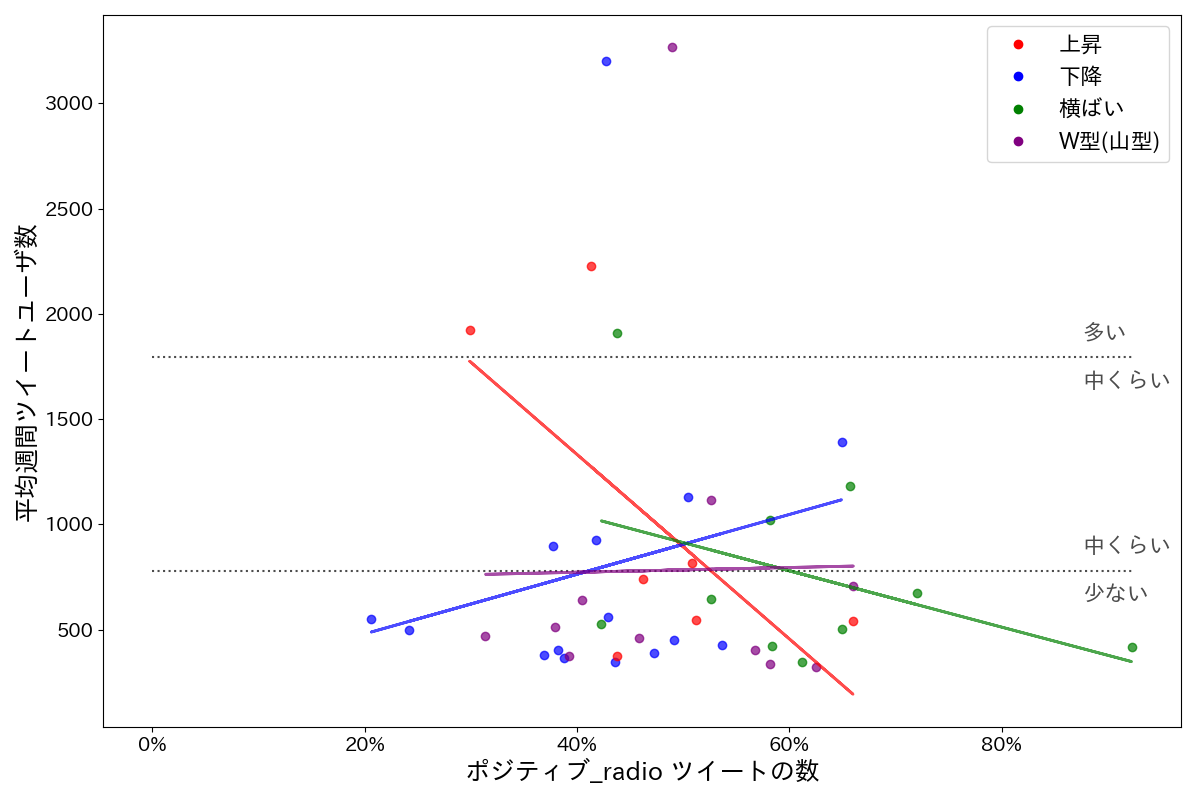 上昇
下降
横ばい
W型(山型)
3000
2500
2000
1500
1000
500
平均週間ツイートユーザ数
多い
中くらい
中くらい
少ない
0%
20%
40%
60%
80%
ポジティブ_radio ツイートの数